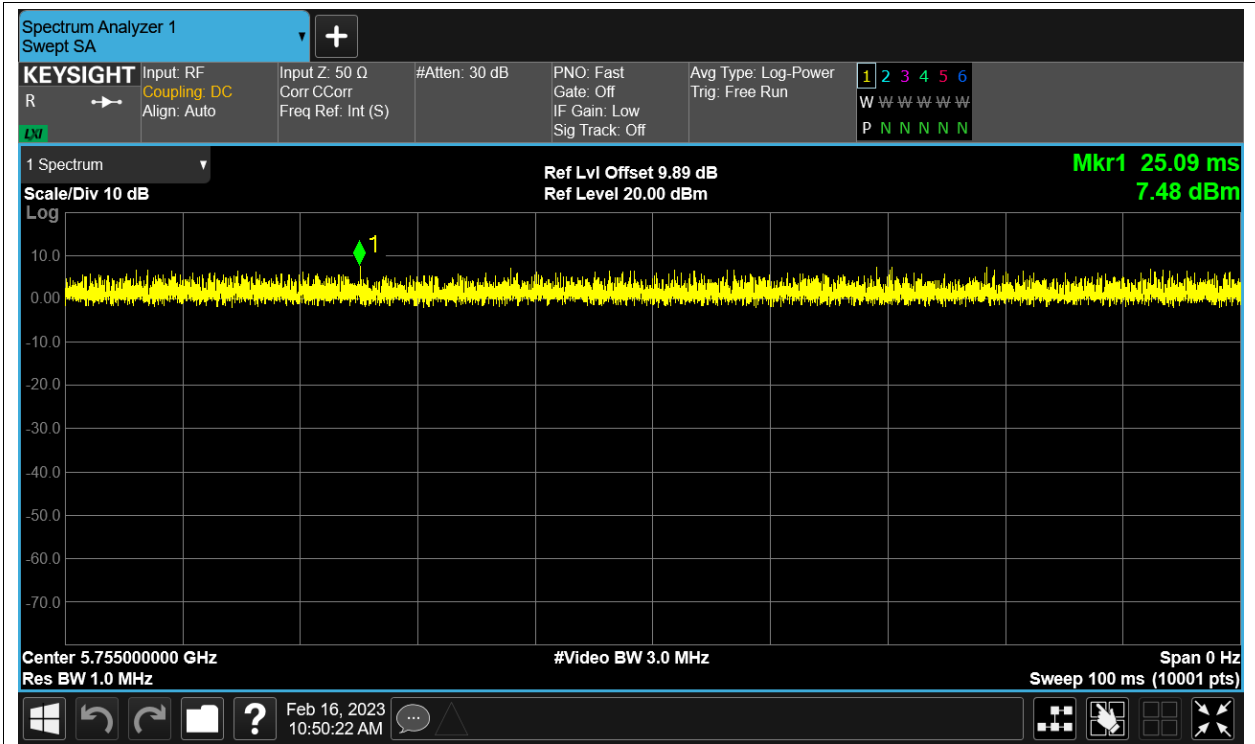 Spectrum Analyzer 1
Swept SA
KEYSIGHT
R
LXI
Input: RF
Coupling: DC
Align: Auto
Input Z: 50 Ω
Corr CCorr
Freq Ref: Int (S)
#Atten: 30 dB
PNO: Fast
Gate: Off
IF Gain: Low
Sig Track: Off
Avg Type: Log-Power
Trig: Free Run
1 2 3 4 5 6
W W W W W W
P N N N N N
1 Spectrum
Scale/Div 10 dB
Log
Ref Lvl Offset 9.89 dB
Ref Level 20.00 dBm
Mkr1 25.09 ms
7.48 dBm
1
10.0
0.00
-10.0
-20.0
-30.0
-40.0
-50.0
-60.0
-70.0
Center 5.755000000 GHz
#Video BW 3.0 MHz
Span 0 Hz
Res BW 1.0 MHz
Sweep 100 ms (10001 pts)
?
Feb 16, 2023
10:50:22 AM